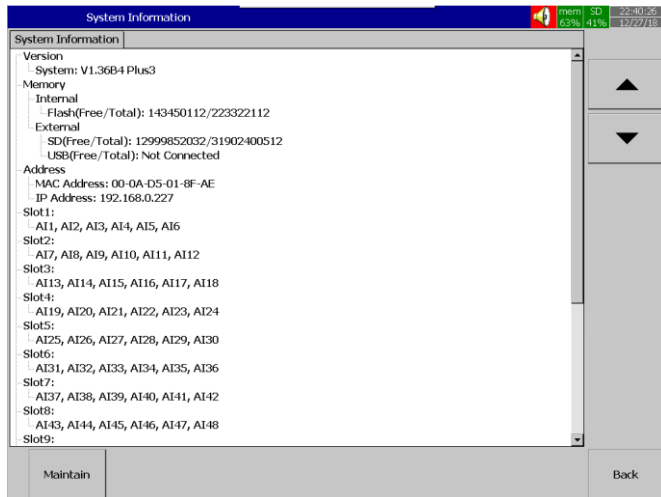 System Information
mem SD 22:40:26
63% 41% 12/27/18
System Information
Version
System: V1.36B4 Plus3
Memory
Internal
Flash(Free/Total): 143450112/223322112
External
SD(Free/Total): 12999852032/31902400512
USB(Free/Total): Not Connected
Address
MAC Address: 00-0A-D5-01-8F-AE
IP Address: 192.168.0.227
Slot1:
AI1, AI2, AI3, AI4, AI5, AI6
Slot2:
AI7, AI8, AI9, AI10, AI11, AI12
Slot3:
AI13, AI14, AI15, AI16, AI17, AI18
Slot4:
AI19, AI20, AI21, AI22, AI23, AI24
Slot5:
AI25, AI26, AI27, AI28, AI29, AI30
Slot6:
AI31, AI32, AI33, AI34, AI35, AI36
Slot7:
AI37, AI38, AI39, AI40, AI41, AI42
Slot8:
AI43, AI44, AI45, AI46, AI47, AI48
Slot9:
Maintain
Back